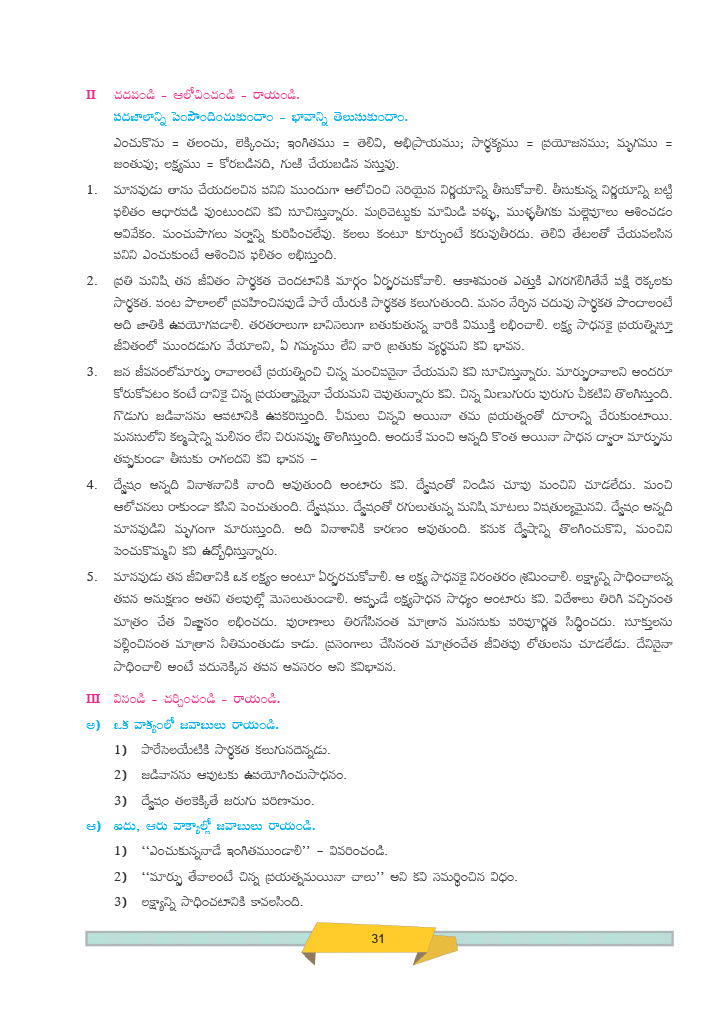 II చదవండి - ఆలోచించండి - రాయండి.
పదజాలాన్ని పెంపొందించుకుందాం - భావాన్ని తెలుసుకుందాం.
ఎంచుకొను = తలంచు, లెక్కించు; ఇంగితము = తెలివి, అభిప్రాయము; సార్థక్యము = ప్రయోజనము; మృగము =
జంతువు; లక్ష్యము = కోరబడినది, గుఱి చేయబడిన వస్తువు.
1. మానవుడు తాను చేయదలచిన పనిని ముందుగా ఆలోచించి సరియైన నిర్ణయాన్ని తీసుకోవాలి. తీసుకున్న నిర్ణయాన్ని బట్టి
ఫలితం ఆధారపడి వుంటుందని కవి సూచిస్తున్నారు. మర్రిచెట్టుకు మామిడి పళ్ళు, ముళ్ళతీగకు మల్లెపూలు ఆశించడం
అవివేకం. మంచుపొగలు వర్షాన్ని కురిపించలేవు. కలలు కంటూ కూర్చుంటే కరువుతీరదు. తెలివి తేటలతో చేయవలసిన
పనిని ఎంచుకుంటే ఆశించిన ఫలితం లభిస్తుంది.
2. ప్రతి మనిషి తన జీవితం సార్థకత చెందటానికి మార్గం ఏర్పరచుకోవాలి. ఆకాశమంత ఎత్తుకి ఎగరగలిగితేనే పక్షి రెక్కలకు
సార్థకత. పంట పొలాలలో ప్రవహించినపుడే పారే యేరుకి సార్థకత కలుగుతుంది. మనం నేర్చిన చదువు సార్థకత పొందాలంటే
అది జాతికి ఉపయోగపడాలి. తరతరాలుగా బానిసలుగా బతుకుతున్న వారికి విముక్తి లభించాలి. లక్ష్య సాధనకై ప్రయత్నిస్తూ
జీవితంలో ముందడుగు వేయాలని, ఏ గమ్యము లేని వారి బ్రతుకు వ్యర్థమని కవి భావన.
3. జన జీవనంలోమార్పు రావాలంటే ప్రయత్నించి చిన్న మంచిపనైనా చేయమని కవి సూచిస్తున్నారు. మార్పురావాలని అందరూ
కోరుకోవటం కంటే దానికై చిన్న ప్రయత్నాన్నైనా చేయమని చెవుతున్నారు కవి. చిన్న మిణుగురు పురుగు చీకటిని తొలగిస్తుంది.
గొడుగు జడివానను ఆపటానికి ఉపకరిస్తుంది. చీమలు చిన్నవి అయినా తమ ప్రయత్నంతో దూరాన్ని చేరుకుంటాయి.
మనసులోని కల్మషాన్ని మలినం లేని చిరునవ్వు తొలగిస్తుంది. అందుకే మంచి అన్నది కొంత అయినా సాధన ద్వారా మార్పును
తప్పకుండా తీసుకు రాగలదని కవి భావన -
4. ద్వేషం అన్నది వినాశనానికి నాంది అవుతుంది అంటారు కవి. ద్వేషంతో నిండిన చూపు మంచిని చూడలేదు. మంచి
ఆలోచనలు రాకుండా కసిని పెంచుతుంది. ద్వేషము. ద్వేషంతో రగులుతున్న మనిషి మాటలు విషతుల్యమైనవి. ద్వేషం అన్నది
మానవుడిని మృగంగా మారుస్తుంది. అది వినాశానికి కారణం అవుతుంది. కనుక ద్వేషాన్ని తొలగించుకొని, మంచిని
పెంచుకొమ్మని కవి ఉద్బోధిస్తున్నారు.
5. మానవుడు తన జీవితానికి ఒక లక్ష్యం అంటూ ఏర్పరచుకోవాలి. ఆ లక్ష్య సాధనకై నిరంతరం శ్రమించాలి. లక్ష్యాన్ని సాధించాలన్న
తపన అనుక్షణం అతని తలపుల్లో మెసలుతుండాలి. అప్పుడే లక్ష్యసాధన సాధ్యం అంటారు కవి. విదేశాలు తిరిగి వచ్చినంత
మాత్రం చేత విజ్ఞానం లభించదు. పురాణాలు తిరగేసినంత మాత్రాన మనసుకు పరిపూర్ణత సిద్ధించదు. సూక్తులను
వల్లించినంత మాత్రాన నీతిమంతుడు కాడు. ప్రసంగాలు చేసినంత మాత్రంచేత జీవితపు లోతులను చూడలేడు. దేనినైనా
సాధించాలి అంటే పదునెక్కిన తపన అవసరం అని కవిభావన.
III వినండి - చర్చించండి - రాయండి.
అ) ఒక వాక్యంలో జవాబులు రాయండి.
1) పారేసెలయేటికి సార్థకత కలుగునదెన్నడు.
2) జడివానను ఆపుటకు ఉపయోగించుసాధనం.
3) ద్వేషం తలకెక్కితే జరుగు పరిణామం.
ఆ) ఐదు, ఆరు వాక్యాల్లో జవాబులు రాయండి.
1) ‘‘ఎంచుకున్ననాడే ఇంగితముండాలి’’ - వివరించండి.
2) ‘‘మార్పు తేవాలంటే చిన్న ప్రయత్నమయినా చాలు’’ అని కవి సమర్థించిన విధం.
3) లక్ష్యాన్ని సాధించటానికి కావలసింది.
31